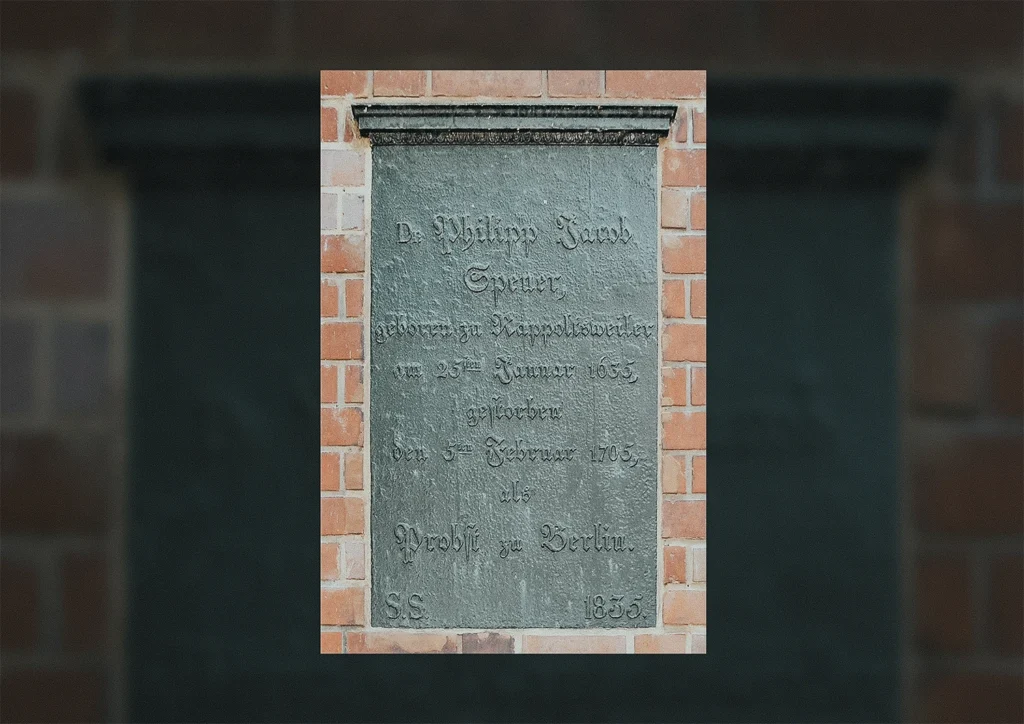 Dr. Philipp Jacob
Spener,
geboren zu Rappoltsweiler
am 25sten Januar 1635,
gestorben
den 5ten Februar 1705,
als
Probst zu Berlin.
S.S. 1835.